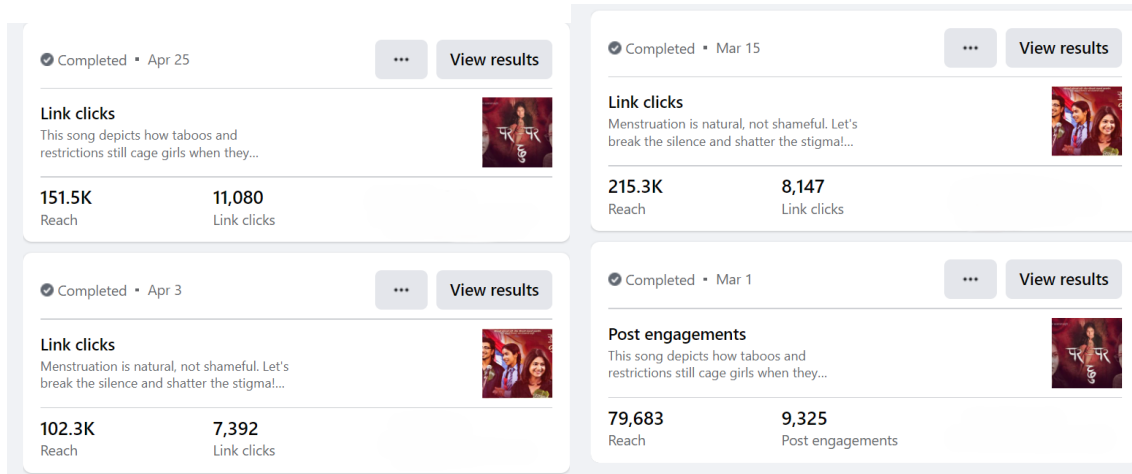 Completed • Apr 25
...
View results
Link clicks
This song depicts how taboos and
restrictions still cage girls when they...
पर पर
हु
151.5K
11,080
Reach
Link clicks
Completed • Apr 3
...
View results
Link clicks
Menstruation is natural, not shameful. Let's
break the silence and shatter the stigma!...
102.3K
7,392
Reach
Link clicks
Completed • Mar 15
...
View results
Link clicks
Menstruation is natural, not shameful. Let's
break the silence and shatter the stigma!...
215.3K
8,147
Reach
Link clicks
Completed • Mar 1
...
View results
Post engagements
This song depicts how taboos and
restrictions still cage girls when they...
पर पर
हु
79,683
9,325
Reach
Post engagements